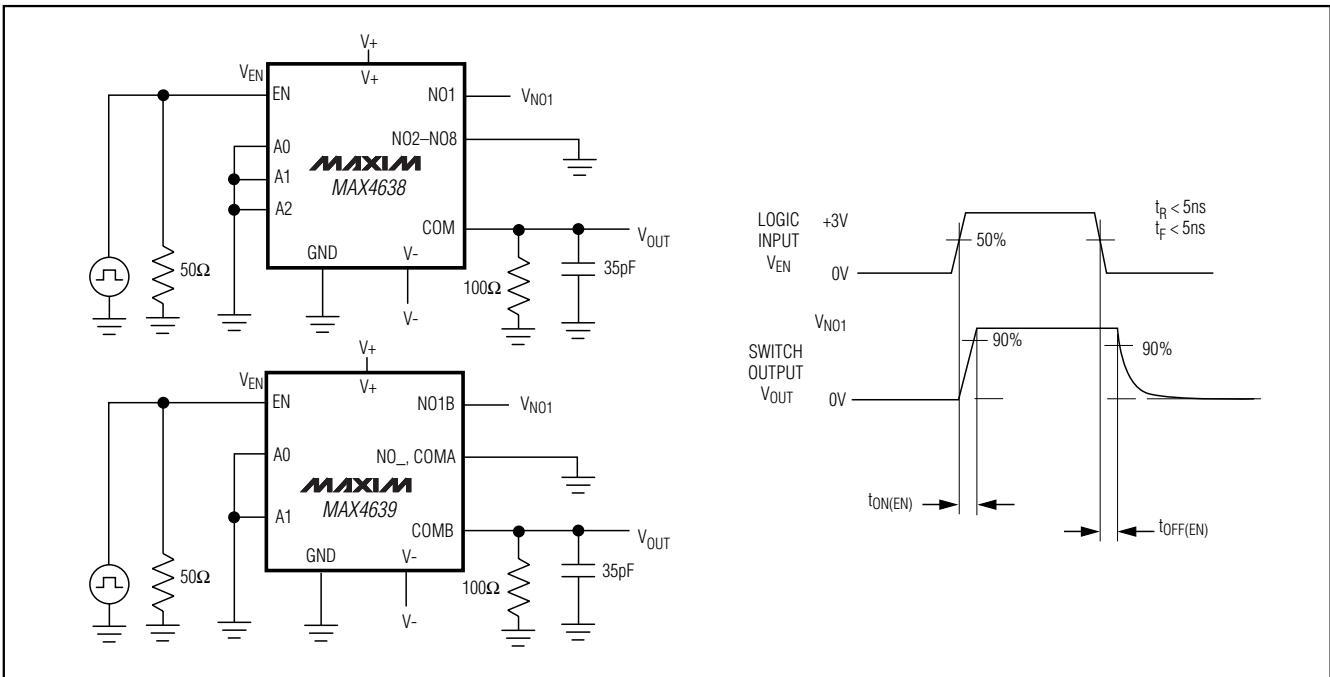 V+
V+
V_EN
EN
NO1
V_NO1
A0
NO2–NO8
MAXIM
A1
MAX4638
A2
COM
V_OUT
GND
V-
50Ω
100Ω
35pF
V-
V+
V+
V_EN
EN
NO1B
V_NO1
A0
NO_, COMA
MAXIM
MAX4639
A1
COMB
V_OUT
GND
V-
50Ω
100Ω
35pF
V-
LOGIC
INPUT
V_EN
+3V
50%
0V
t_R < 5ns
t_F < 5ns
V_NO1
90%
90%
SWITCH
OUTPUT
V_OUT
0V
t_ON(EN)
t_OFF(EN)